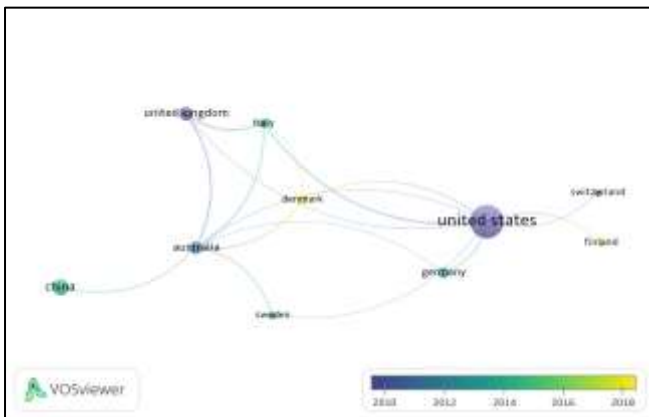 united kingdom
italy
switzerland
denmark
united states
finland
australia
germany
china
sweden
VOSviewer
2010 2012 2014 2016 2018